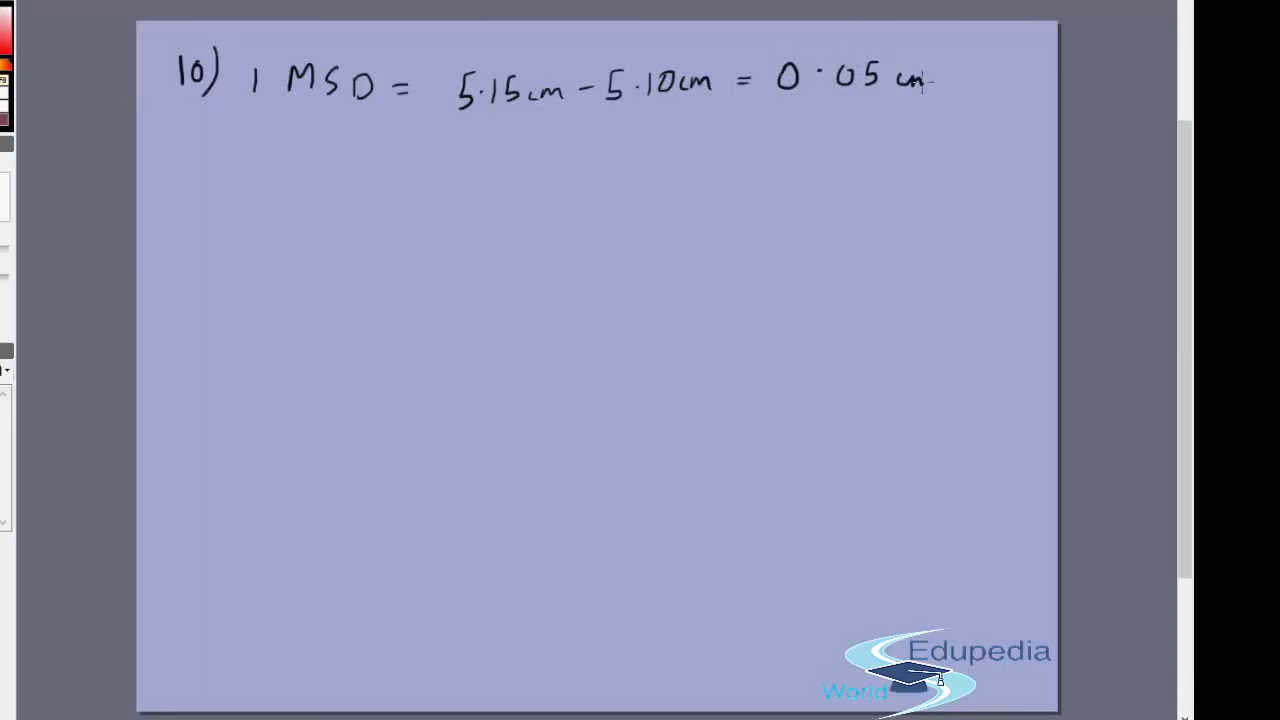 10) 1 MSD = 5.15cm - 5.10cm = 0.05 cm
Edupedia
World